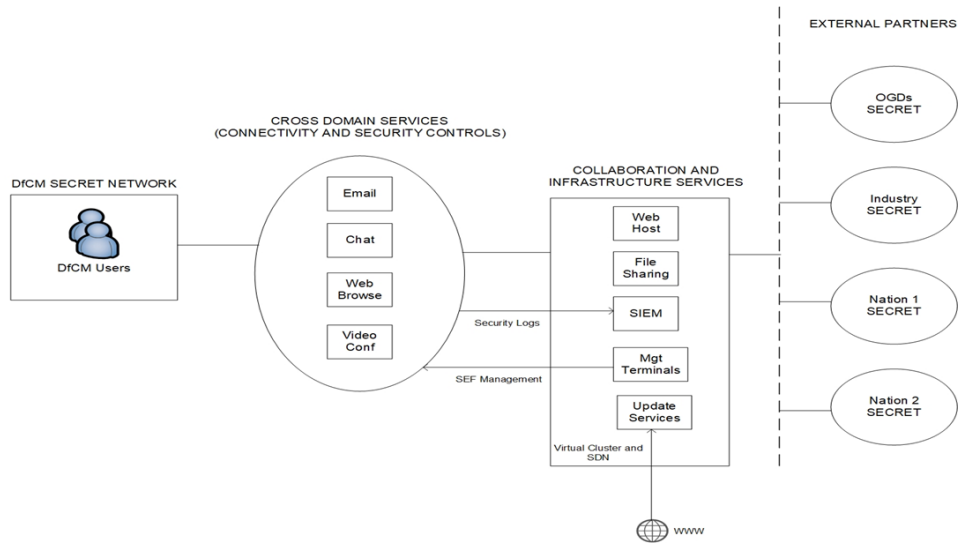 EXTERNAL PARTNERS
OGDs
SECRET
CROSS DOMAIN SERVICES
(CONNECTIVITY AND SECURITY CONTROLS)
COLLABORATION AND
INFRASTRUCTURE SERVICES
DfCM SECRET NETWORK
DfCM Users
Email
Chat
Web
Browse
Video
Conf
Security Logs
SEF Management
Web
Host
File
Sharing
SIEM
Mgt
Terminals
Update
Services
Virtual Cluster and
SDN
www
Industry
SECRET
Nation 1
SECRET
Nation 2
SECRET